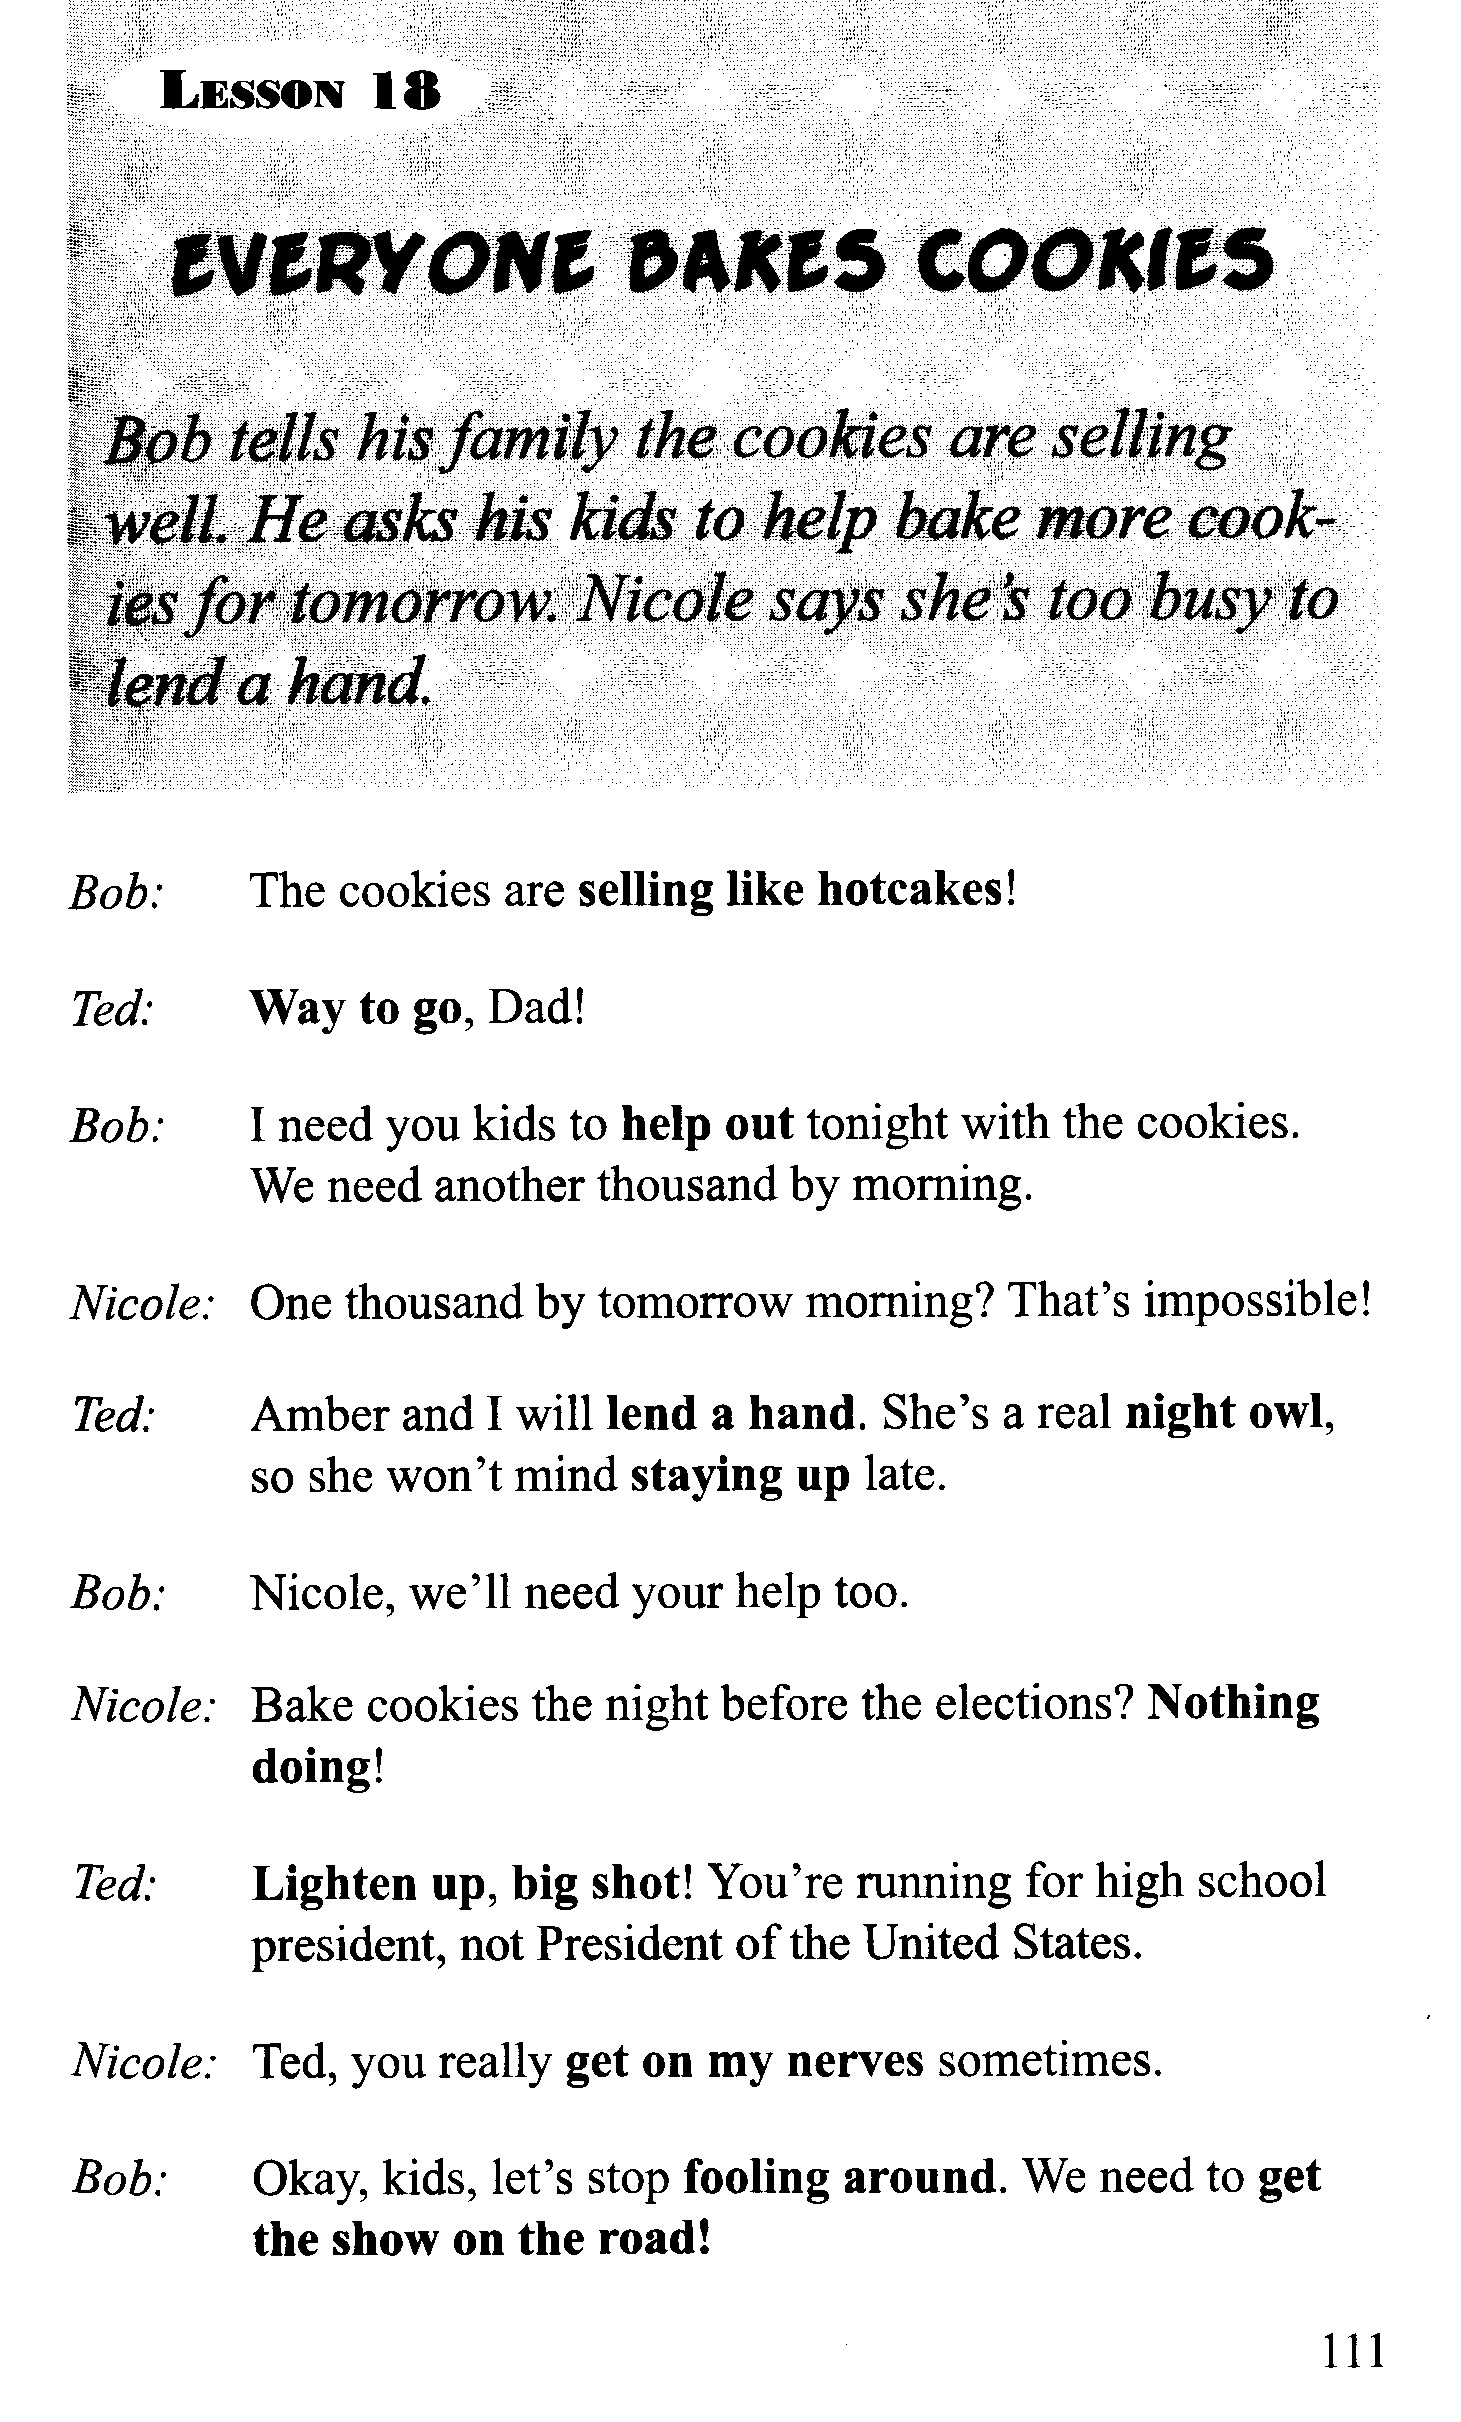 LESSON 18
EVERYONE BAKES COOKIES
Bob tells his family the cookies are selling
well. He asks his kids to help bake more cook-
ies for tomorrow. Nicole says she's too busy to
lend a hand.
Bob: The cookies are selling like hotcakes!
Ted: Way to go, Dad!
Bob: I need you kids to help out tonight with the cookies.
We need another thousand by morning.
Nicole: One thousand by tomorrow morning? That's impossible!
Ted: Amber and I will lend a hand. She's a real night owl,
so she won't mind staying up late.
Bob: Nicole, we'll need your help too.
Nicole: Bake cookies the night before the elections? Nothing
doing!
Ted: Lighten up, big shot! You're running for high school
president, not President of the United States.
Nicole: Ted, you really get on my nerves sometimes.
Bob: Okay, kids, let's stop fooling around. We need to get
the show on the road!
111